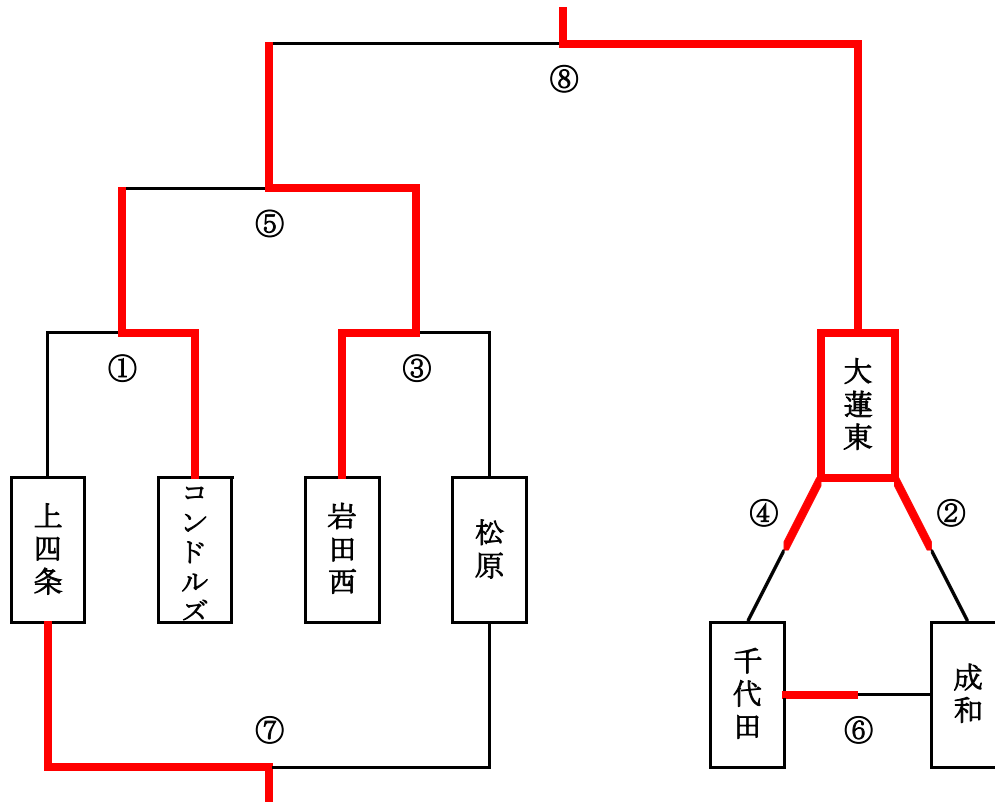 ⑧
⑤
①
③
大蓮東
上四条
コンドルズ
岩田西
松原
④
②
千代田
成和
⑦
⑥